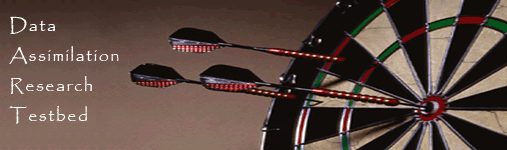 Data
Assimilation
Research
Testbed